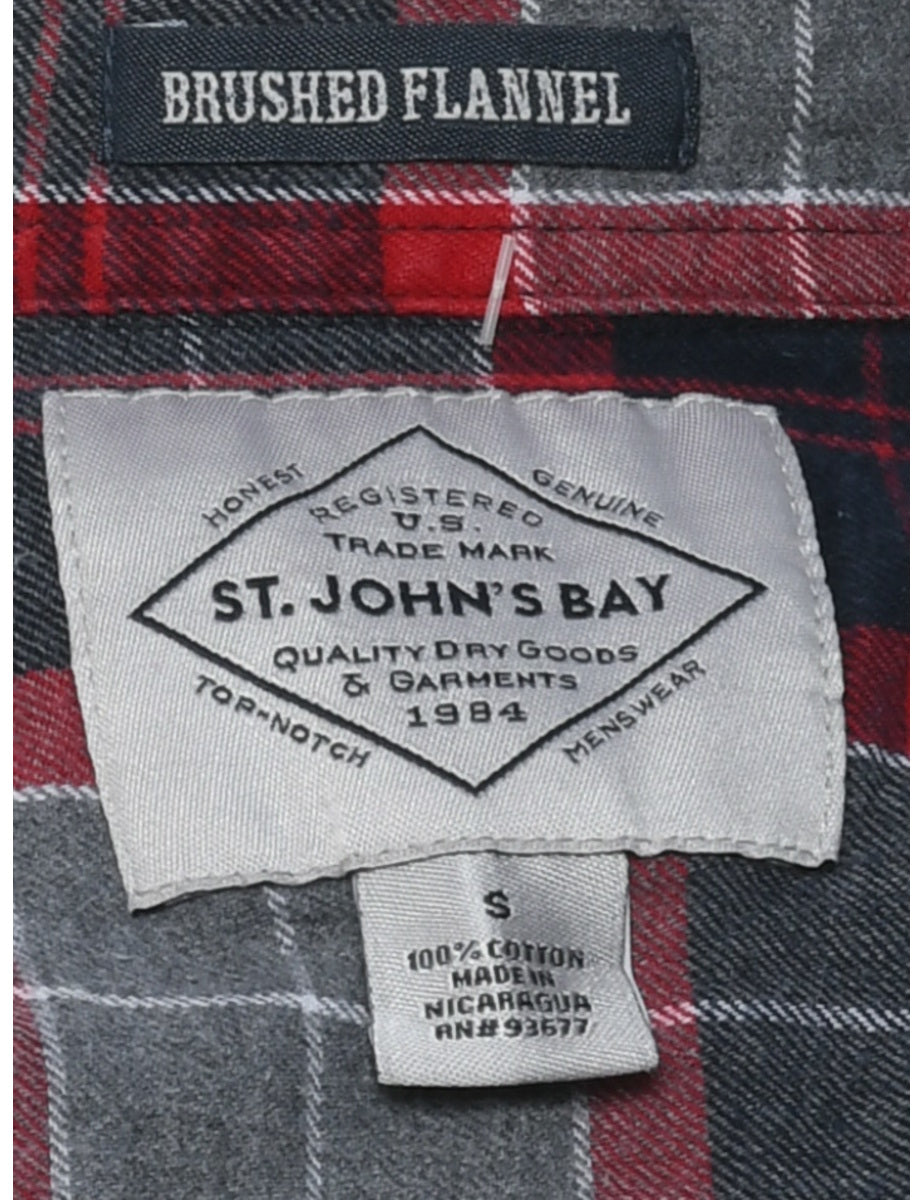 BRUSHED FLANNEL
HONEST
GENUINE
REGISTERED
U.S.
TRADE MARK
ST. JOHN'S BAY
QUALITY DRY GOODS
& GARMENTS
1984
TOP-NOTCH
MENSWEAR
S
100% COTTON
MADE IN
NICARAGUA
RN# 93677